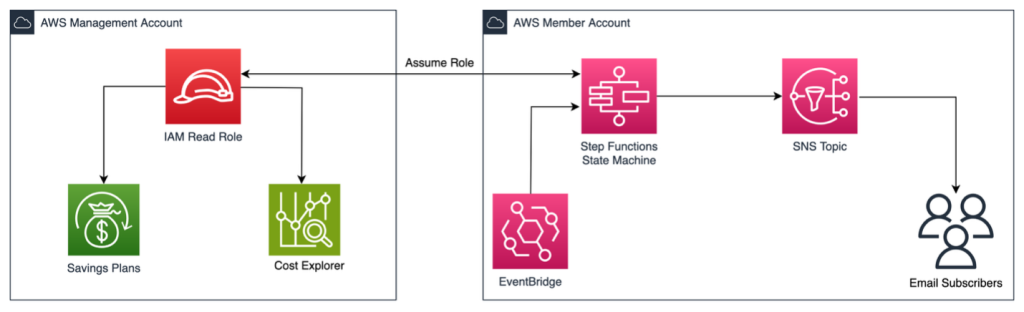 AWS Management Account
AWS Member Account
Assume Role
IAM Read Role
Step Functions
State Machine
SNS Topic
Savings Plans
Cost Explorer
EventBridge
Email Subscribers
$